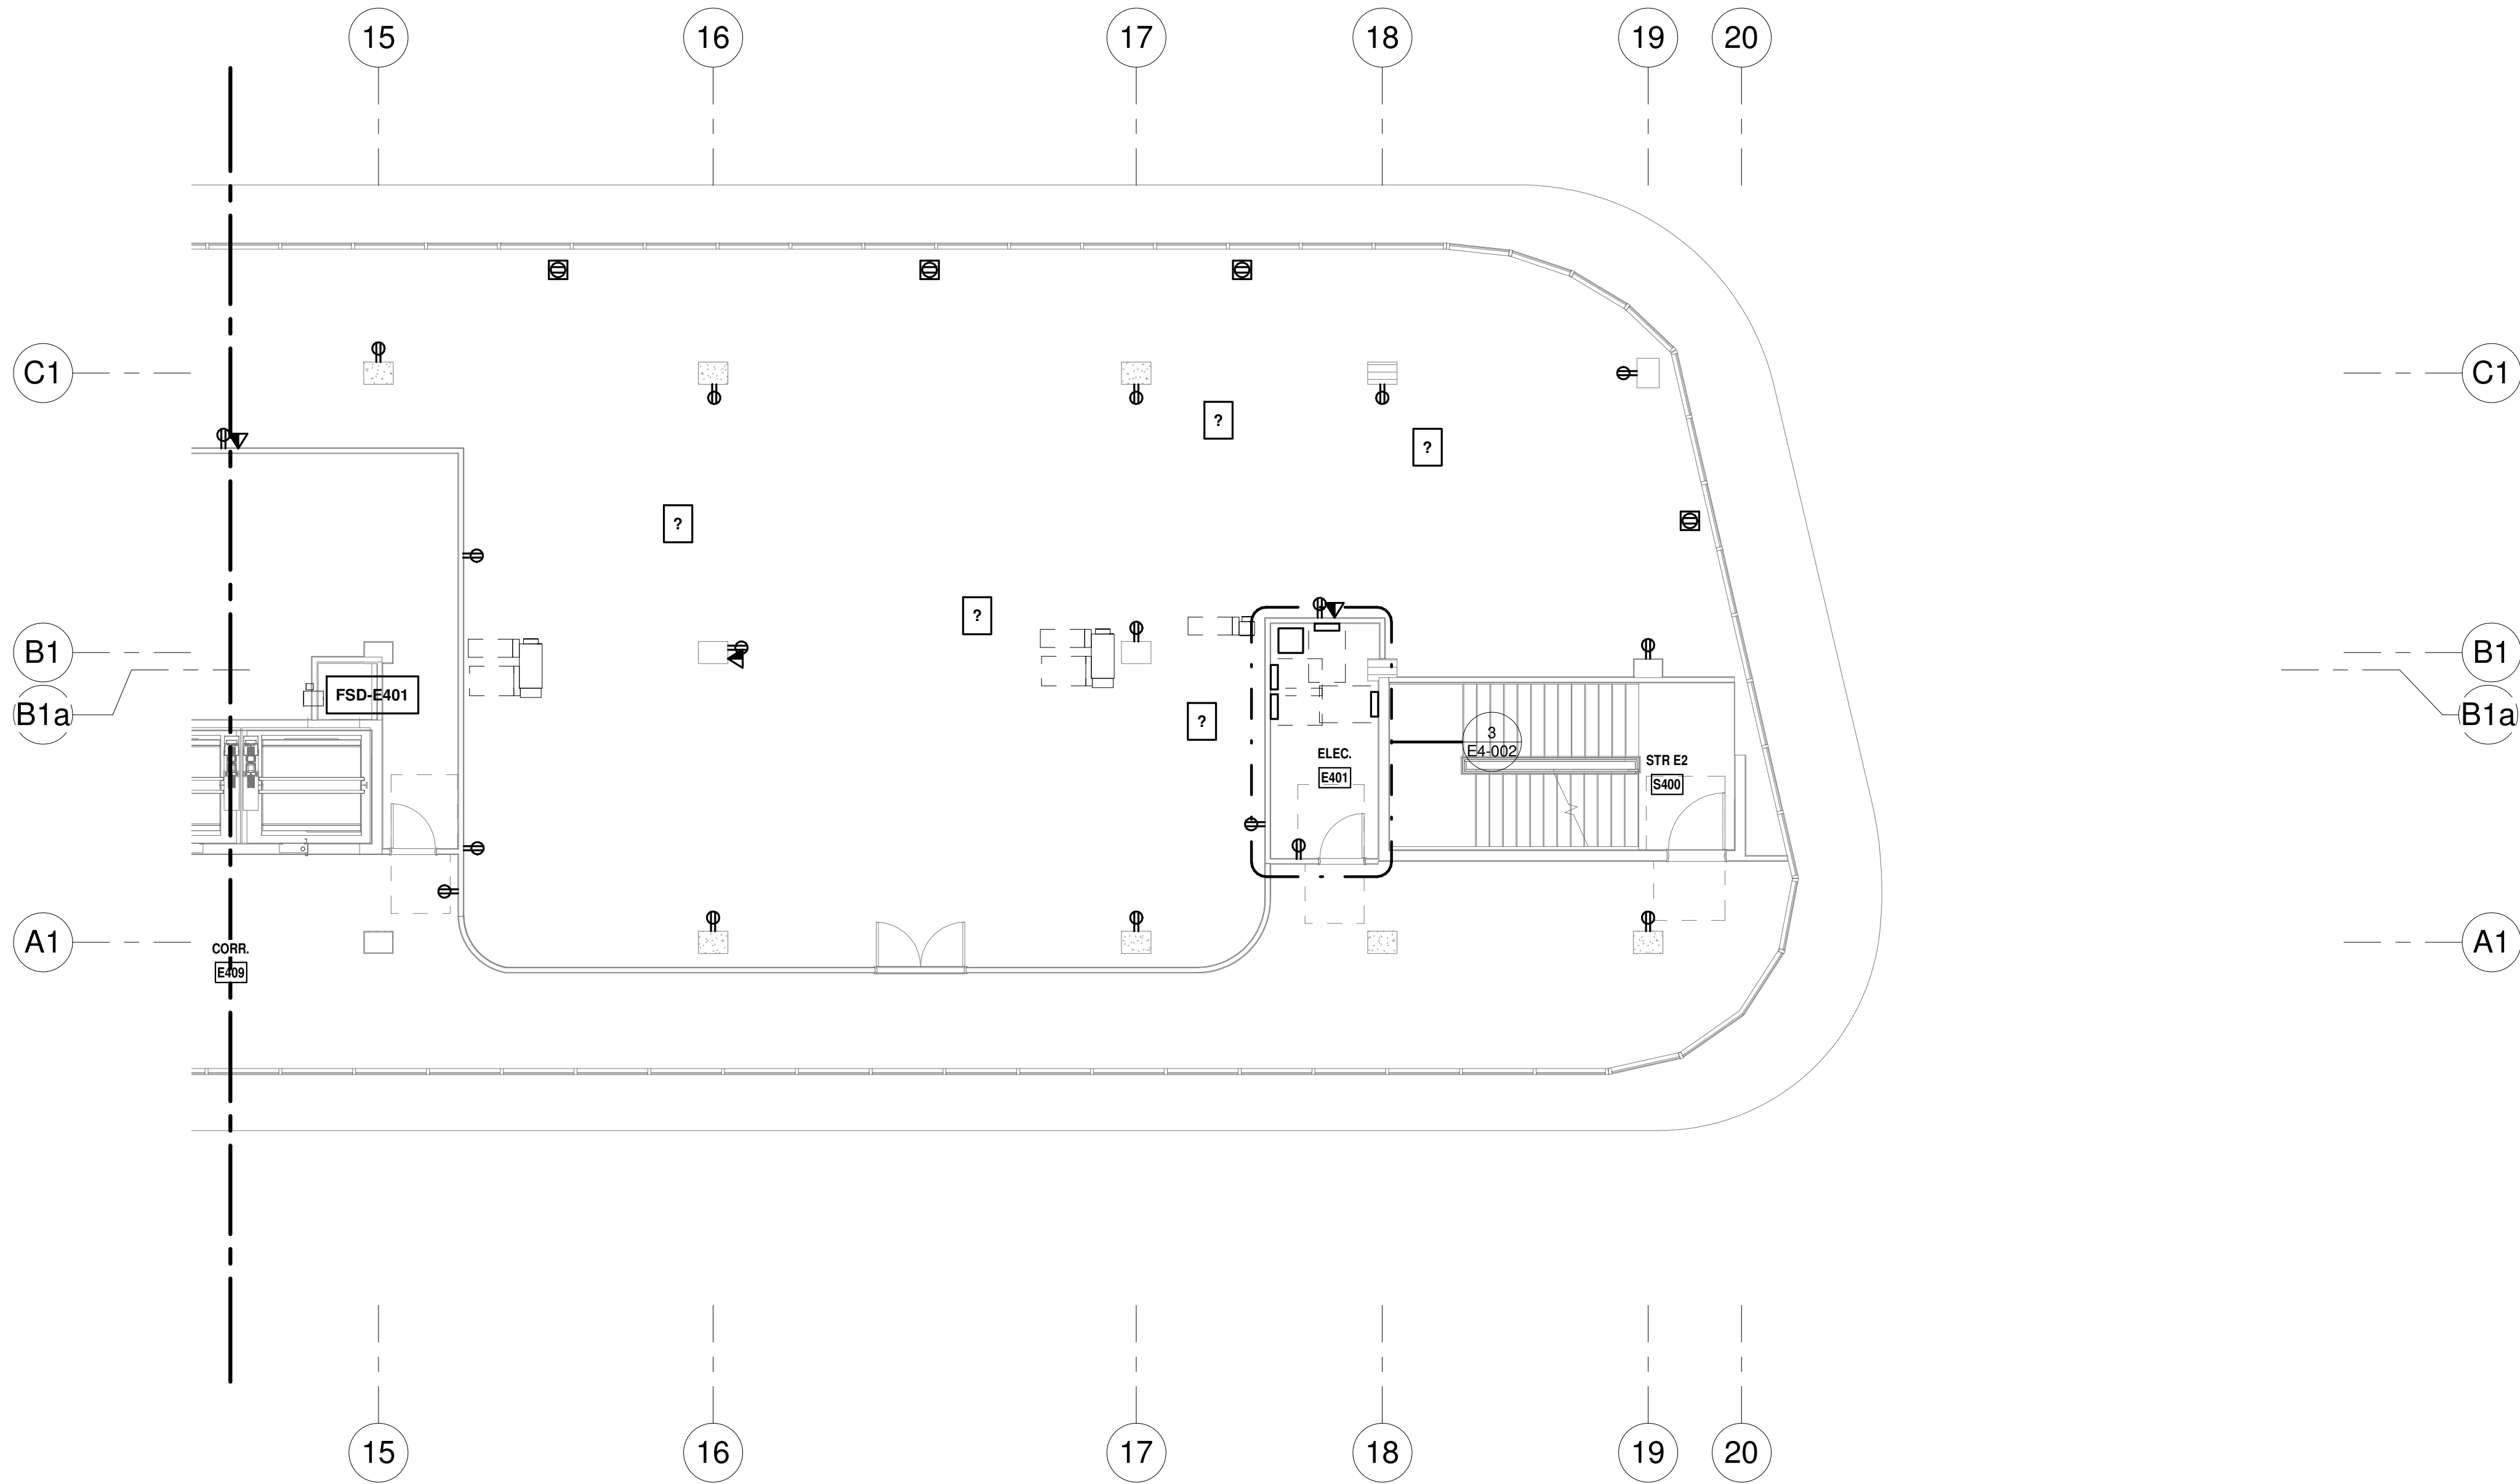 15
16
17
18
19
20
C1
C1
?
?
?
?
B1
B1
FSD-E401
B1a
?
B1a
3
E4-002
ELEC.
E401
STR E2
S400
A1
A1
CORR.
E409
15
16
17
18
19
20